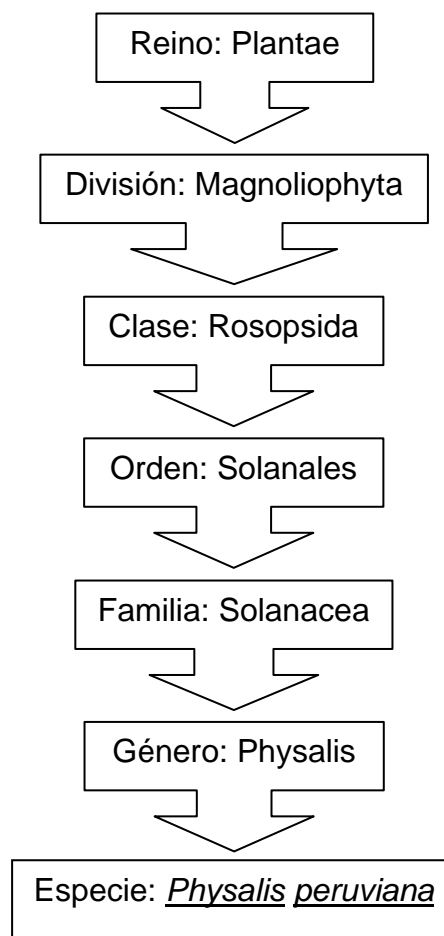 Reino: Plantae
División: Magnoliophyta
Clase: Rosopsida
Orden: Solanales
Familia: Solanacea
Género: Physalis
Especie: Physalis peruviana